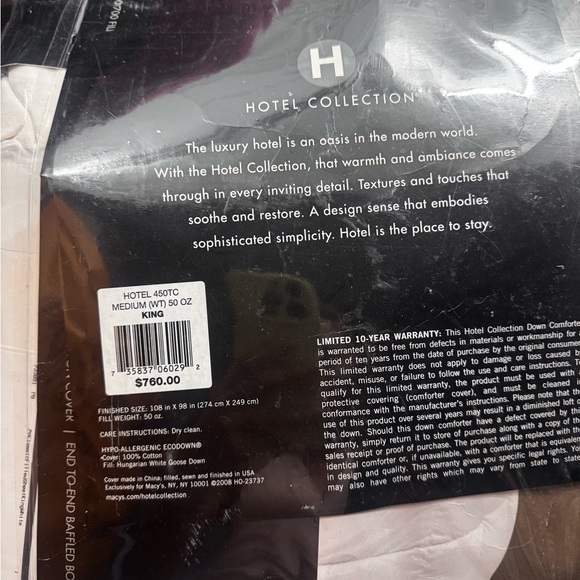 0700 FIL
H
HOTEL COLLECTION
The luxury hotel is an oasis in the modern world.
With the Hotel Collection, that warmth and ambiance comes
through in every inviting detail. Textures and touches that
soothe and restore. A design sense that embodies
sophisticated simplicity. Hotel is the place to stay.
HOTEL 450TC
MEDIUM (WT) 50 OZ
KING
7 35837 06029 2
$760.00
FINISHED SIZE: 108 in X 98 in (274 cm X 249 cm)
FILL WEIGHT: 50 oz.
CARE INSTRUCTIONS: Dry clean.
HYPO-ALLERGENIC ECODOWN®
Cover: 100% Cotton
Fill: Hungarian White Goose Down
Cover made in China; filled, sewn and finished in USA
Exclusively for Macy's. NY, NY 10001 ©2008 HO-23737
macys.com/hotelcollection
LIMITED 10-YEAR WARRANTY: This Hotel Collection Down Comforte
is warranted to be free from defects in materials or workmanship for a
period of ten years from the date of purchase by the original consume
This limited warranty does not apply to damage or loss caused b
accident, misuse, or failure to follow the use and care instructions. T
qualify for this limited warranty, the product must be used with
protective covering (comforter cover), and must be cleaned i
conformance with the manufacturer's instructions. Please note that th
use of this product over several years may result in a diminished loft o
the down. Should this down comforter have a defect covered by th
warranty, simply return it to store of purchase along with a copy of th
sales receipt or proof of purchase. The product will be replaced with the
identical comforter or, if unavailable, with a comforter that is equivalen
in design and quality. This warranty gives you specific legal rights. Yo
may also have other rights which may vary from state to state
COVER | END-TO-END BAFFLED BO